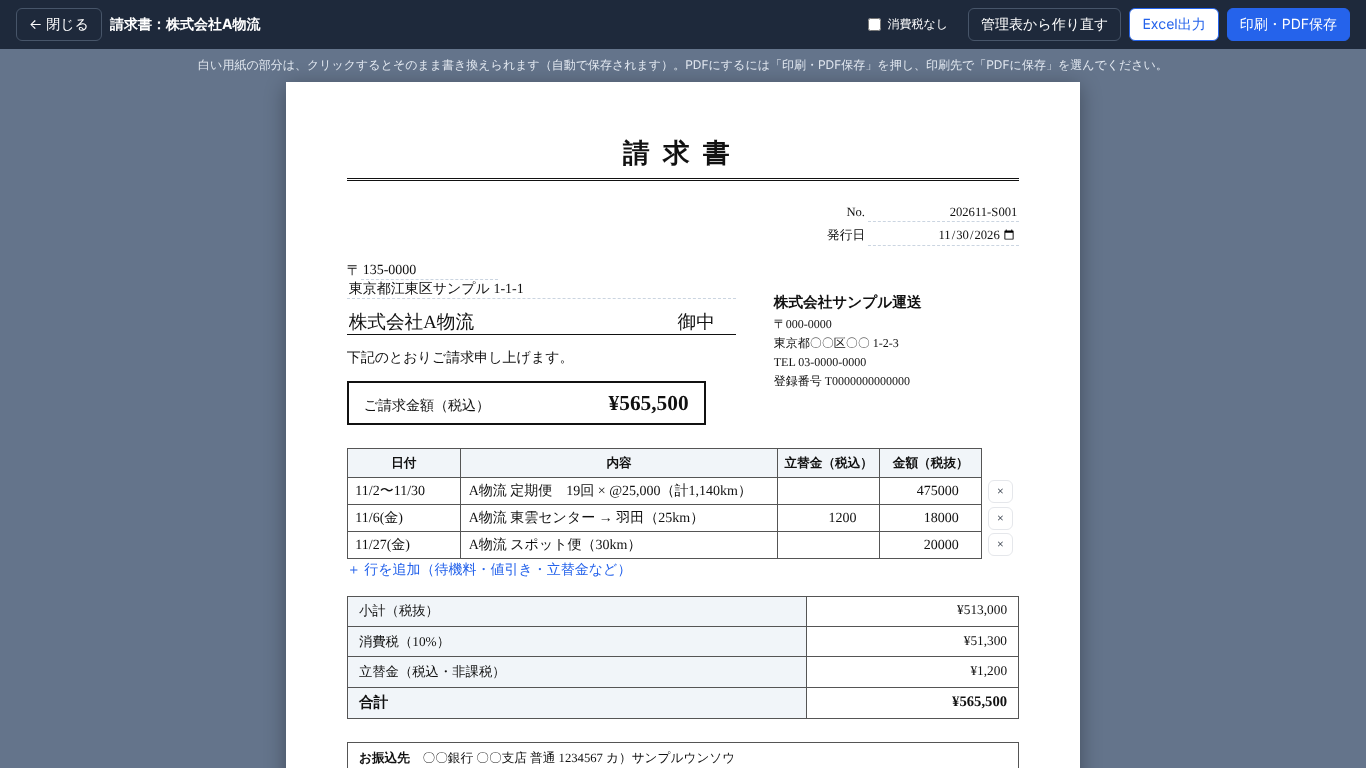 ← 閉じる 請求書：株式会社A物流 消費税なし 管理表から作り直す Excel出力 印刷・PDF保存
白い用紙の部分は、クリックするとそのまま書き換えられます（自動で保存されます）。PDFにするには「印刷・PDF保存」を押し、印刷先で「PDFに保存」を選んでください。
請求書
No. 202611-S001
発行日 11/30/2026
〒 135-0000
東京都江東区サンプル 1-1-1
株式会社A物流 御中
下記のとおりご請求申し上げます。
ご請求金額（税込） ¥565,500
株式会社サンプル運送
〒000-0000
東京都〇〇区〇〇 1-2-3
TEL 03-0000-0000
登録番号 T0000000000000
日付 内容 立替金（税込） 金額（税抜）
11/2〜11/30 A物流 定期便　19回 × @25,000（計1,140km） 475000 ×
11/6(金) A物流 東雲センター → 羽田（25km） 1200 18000 ×
11/27(金) A物流 スポット便（30km） 20000 ×
＋ 行を追加（待機料・値引き・立替金など）
小計（税抜） ¥513,000
消費税（10%） ¥51,300
立替金（税込・非課税） ¥1,200
合計 ¥565,500
お振込先 〇〇銀行 〇〇支店 普通 1234567 カ）サンプルウンソウ